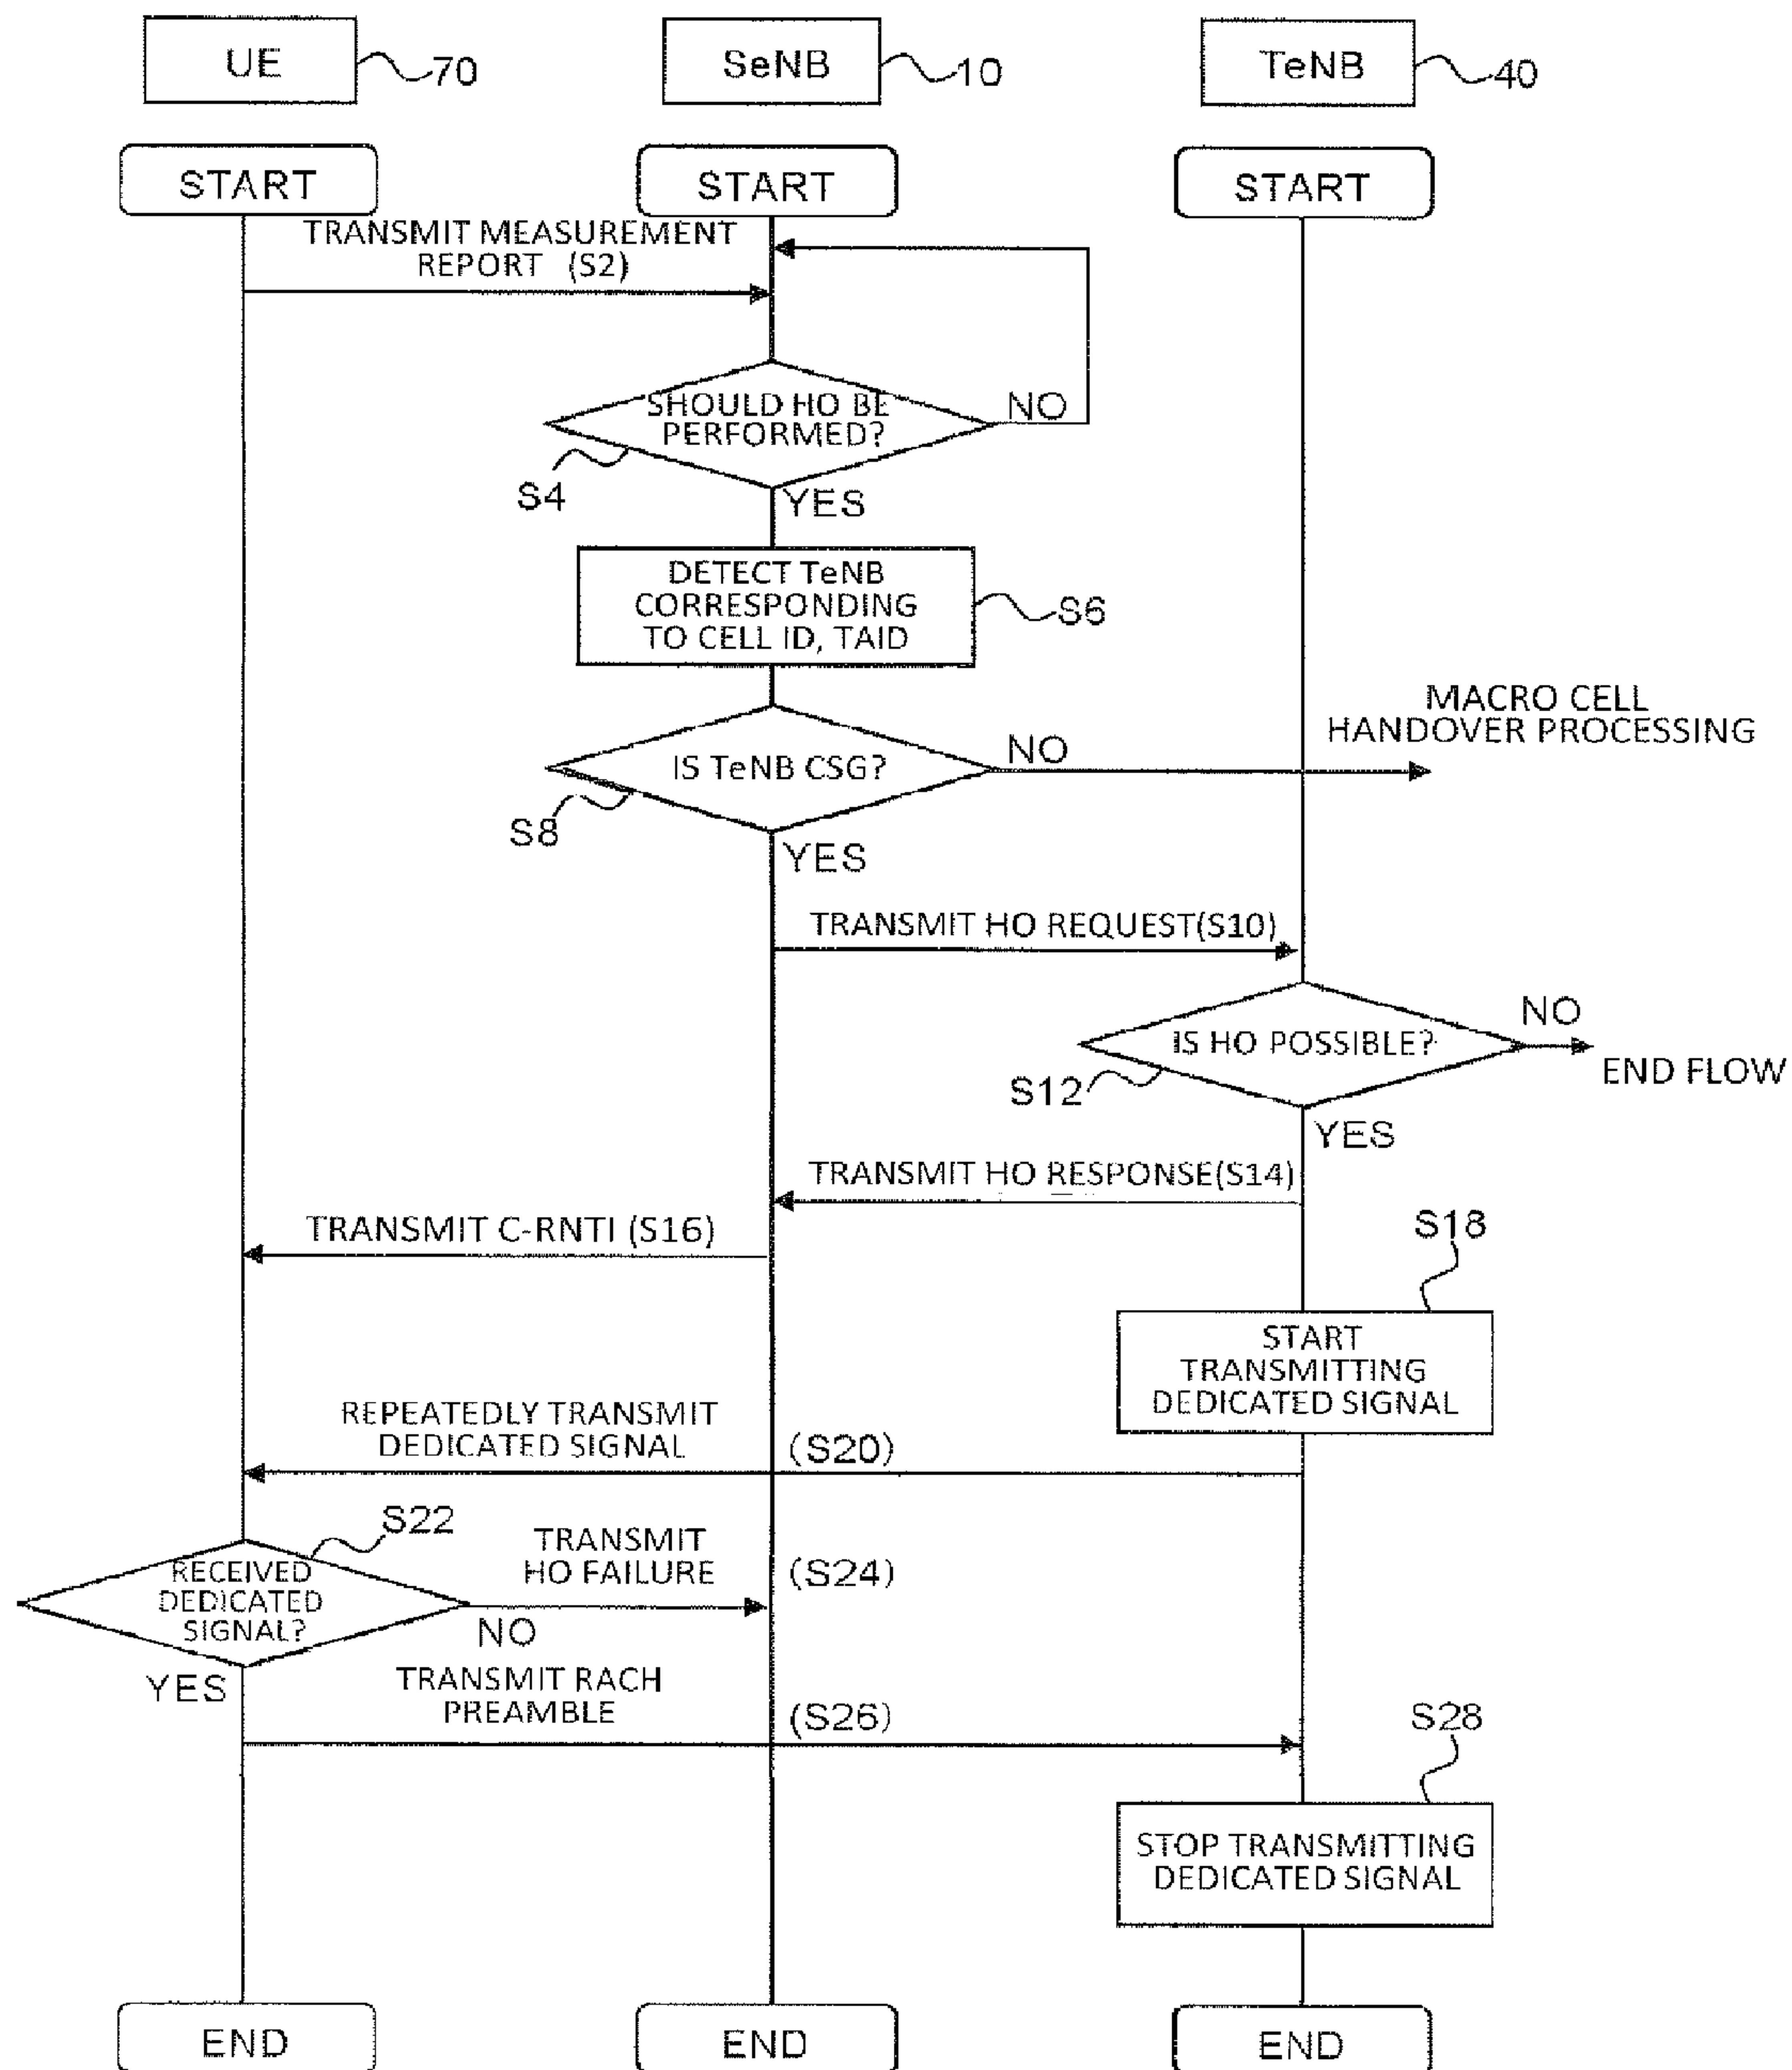 UE
70
SeNB
10
TeNB
40
START
START
START
TRANSMIT MEASUREMENT
REPORT (S2)
SHOULD HO BE
PERFORMED?
NO
S4
YES
DETECT TeNB
CORRESPONDING
TO CELL ID, TAID
S6
MACRO CELL
HANDOVER PROCESSING
IS TeNB CSG?
NO
S8
YES
TRANSMIT HO REQUEST(S10)
IS HO POSSIBLE?
NO
END FLOW
S12
YES
TRANSMIT HO RESPONSE(S14)
TRANSMIT C-RNTI (S16)
S18
START
TRANSMITTING
DEDICATED SIGNAL
REPEATEDLY TRANSMIT
DEDICATED SIGNAL
(S20)
S22
RECEIVED
DEDICATED
SIGNAL?
TRANSMIT
HO FAILURE
(S24)
NO
YES
TRANSMIT RACH
PREAMBLE
(S26)
S28
STOP TRANSMITTING
DEDICATED SIGNAL
END
END
END